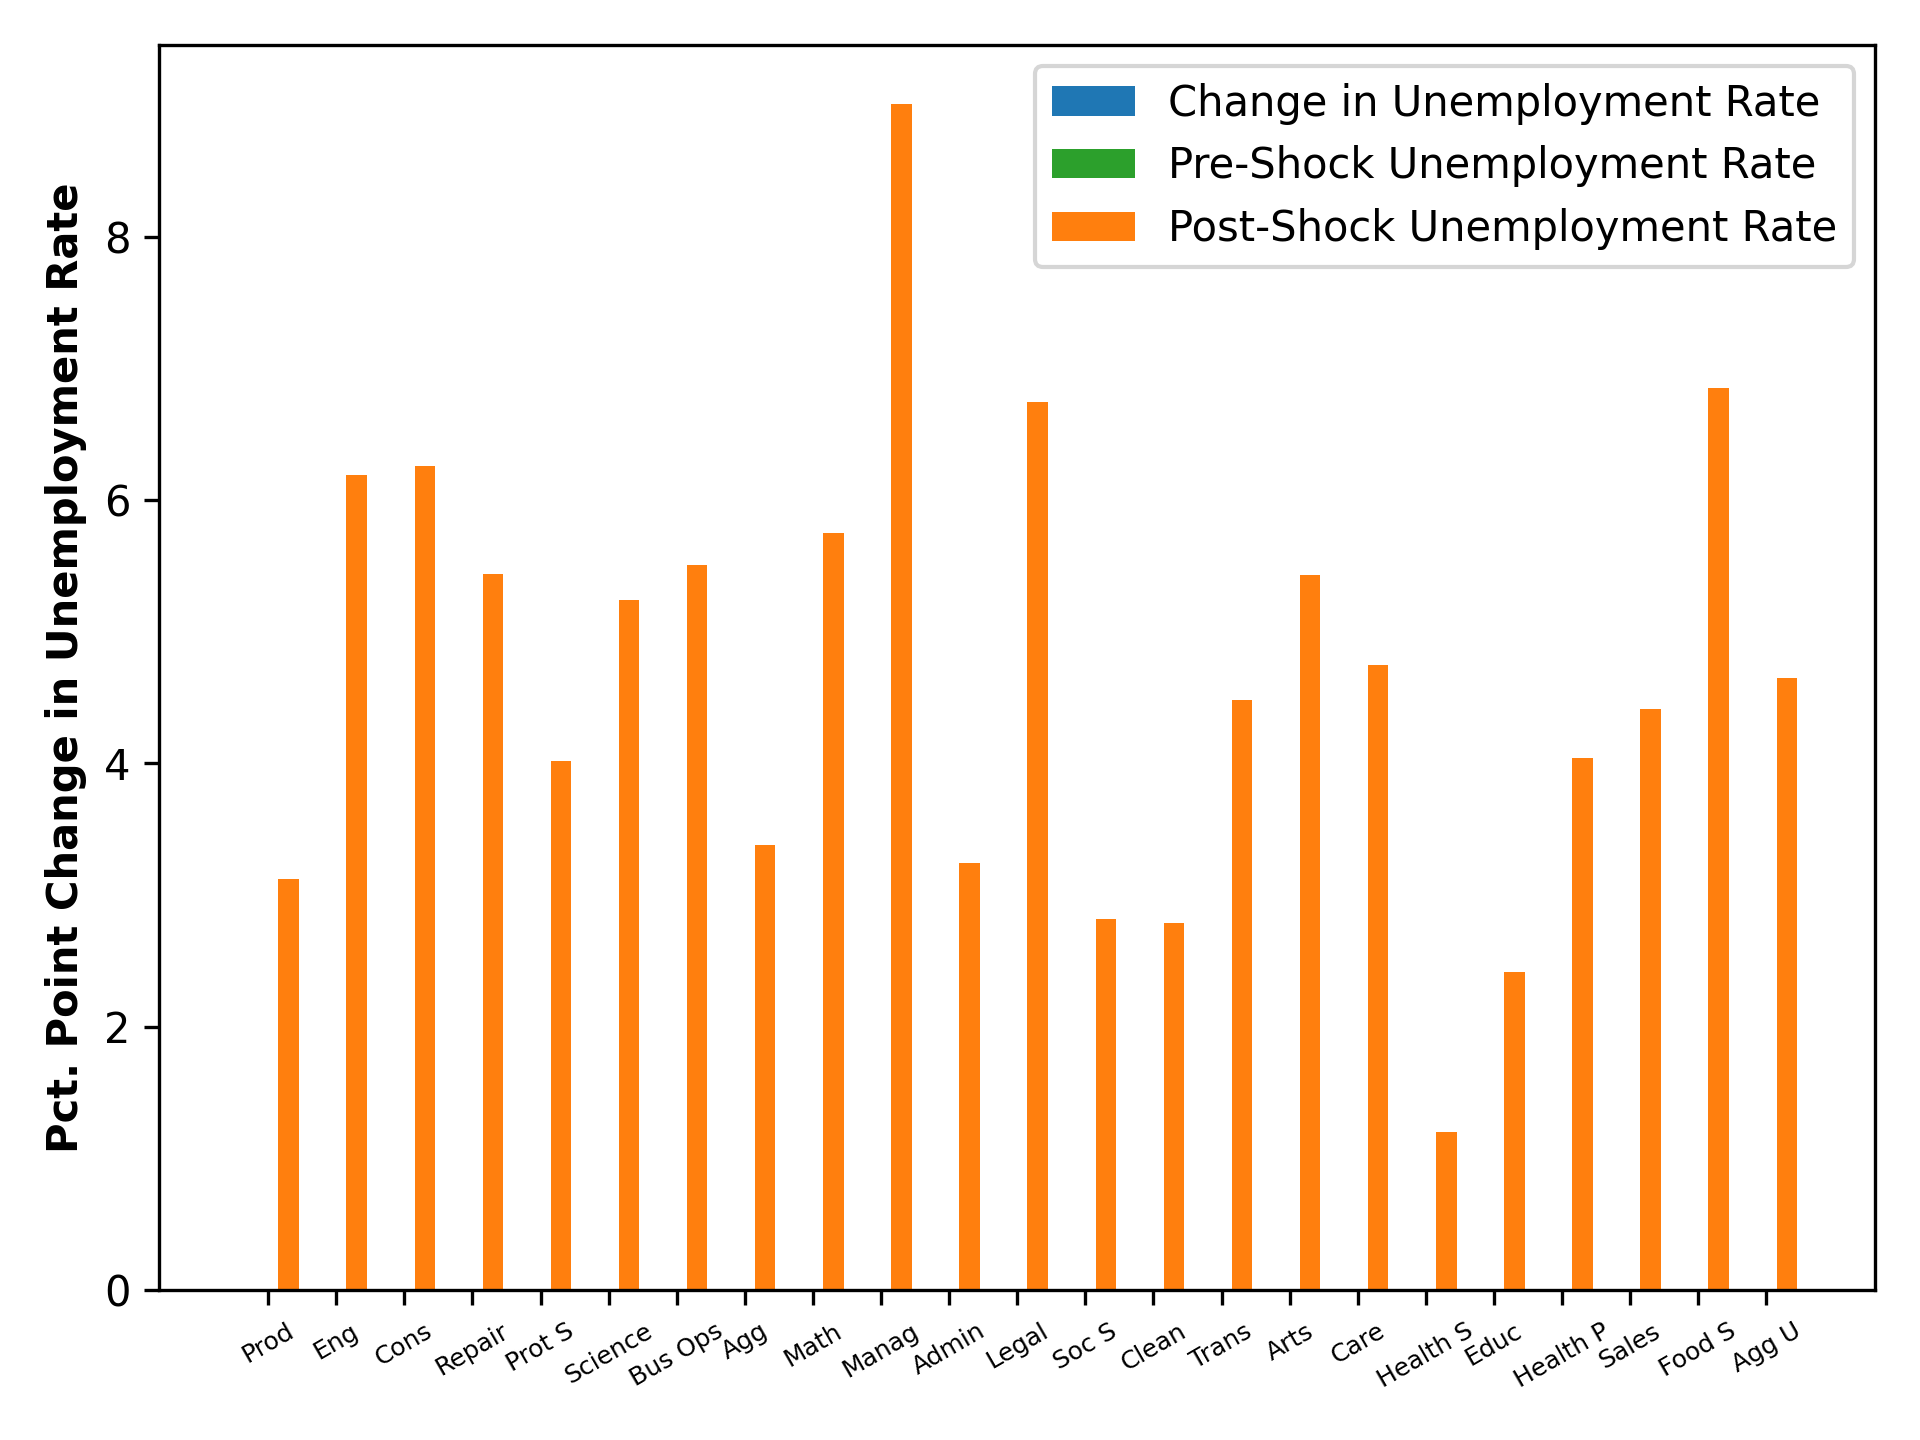 Change in Unemployment Rate
Pre-Shock Unemployment Rate
Post-Shock Unemployment Rate
Pct. Point Change in Unemployment Rate
8
6
4
2
0
Prod
Eng
Cons
Repair
Prot S
Science
Bus Ops
Agg
Math
Manag
Admin
Legal
Soc S
Clean
Trans
Arts
Care
Health S
Educ
Health P
Sales
Food S
Agg U